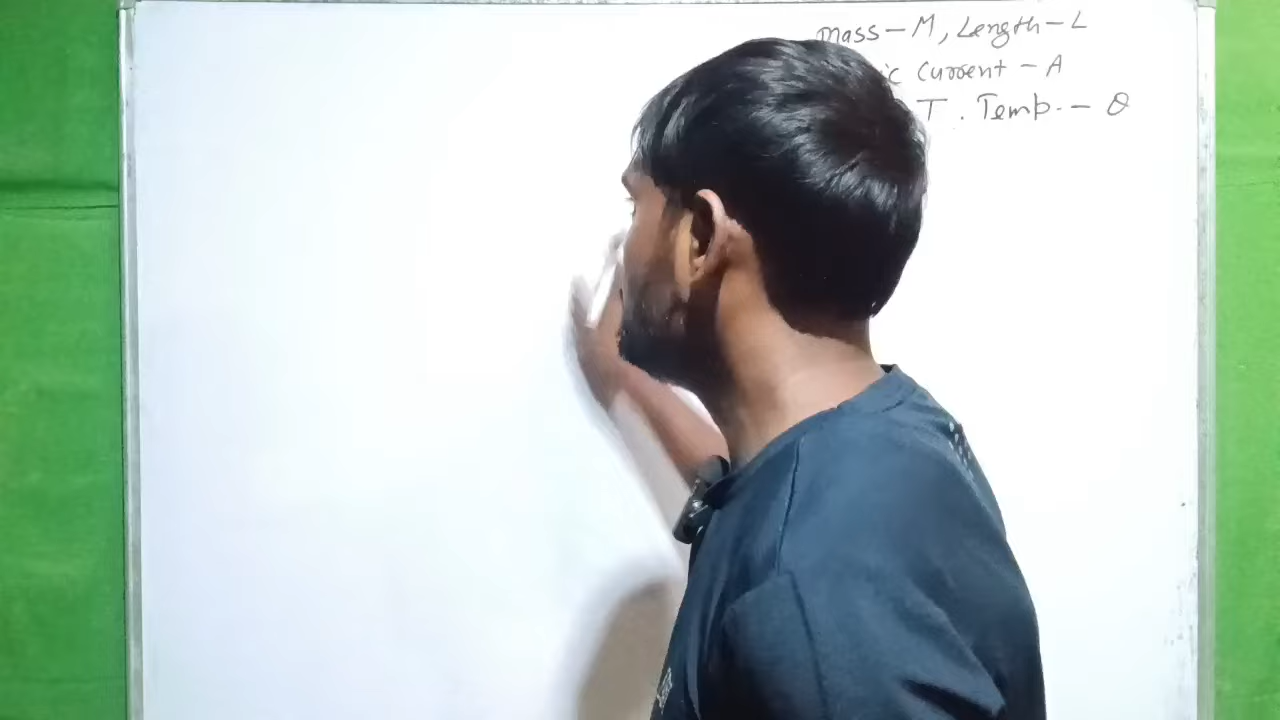 Mass - M, Length - L
Current - A
T . Temp. - θ